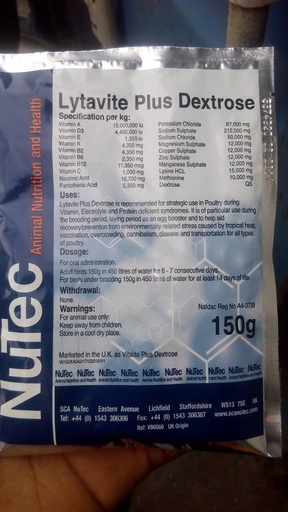 NuTec
Animal Nutrition and Health
Lytavite Plus Dextrose
Specification per kg:
Vitamin A 15,000,000 iu
Vitamin D3 4,400,000 iu
Vitamin E 1,300 iu
Vitamin K 4,350 mg
Vitamin B2 4,350 mg
Vitamin B6 2,350 mg
Vitamin B12 11,350 mcg
Vitamin C 1,000 mg
Nicotinic Acid 16,700 mg
Pantothenic Acid 5,350 mg
Potassium Chloride 87,000 mg
Sodium Sulphate 212,000 mg
Sodium Chloride 50,000 mg
Magnesium Sulphate 12,000 mg
Copper Sulphate 12,000 mg
Zinc Sulphate 12,000 mg
Manganese Sulphate 12,000 mg
Lysine HCL 15,000 mg
Methionine 10,000 mg
Dextrose QS
Uses:
Lytavite Plus Dextrose is recommended for strategic use in Poultry during
Vitamin, Electrolyte and Protein deficient syndromes. It is of particular use during
the brooding period, laying period as an egg booster and to help aid
recovery/prevention from environmentally related stress caused by tropical heat,
vaccination, overcrowding, cannibalism, disease and transportation for all types
of poultry.
Dosage:
For oral administration.
Adult birds 150g in 450 litres of water for 6 - 7 consecutive days.
For birds under brooding 150g in 450 litres of water for at least 14 days of life.
Withdrawal:
None.
Warnings:
For animal use only.
Keep away from children.
Store in a cool dry place.
Nafdac Reg No A4-3739
150g
Marketed in the U.K. as Vitalite Plus Dextrose
NuTec NuTec NuTec NuTec NuTec NuTec NuTec NuTec
SCA NuTec Eastern Avenue Lichfield Staffordshire WS13 7SE UK
Tel: +44 (0) 1543 306306 Fax: +44 (0) 1543 306307 www.scanutec.com
Ref: V86560 UK Origin